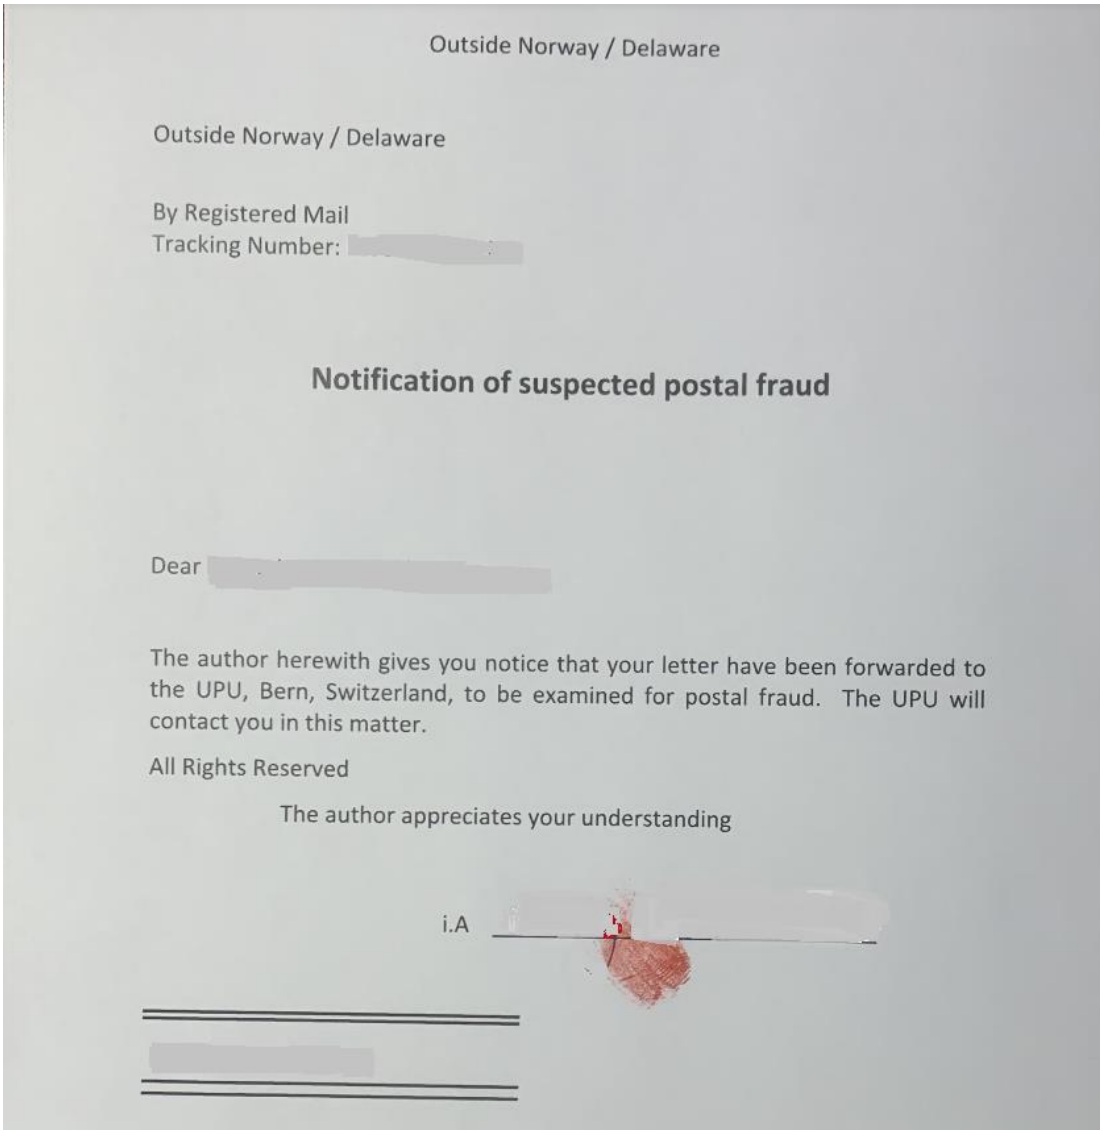 Outside Norway / Delaware
Outside Norway / Delaware
By Registered Mail
Tracking Number:
Notification of suspected postal fraud
Dear
The author herewith gives you notice that your letter have been forwarded to
the UPU, Bern, Switzerland, to be examined for postal fraud. The UPU will
contact you in this matter.
All Rights Reserved
The author appreciates your understanding
i.A